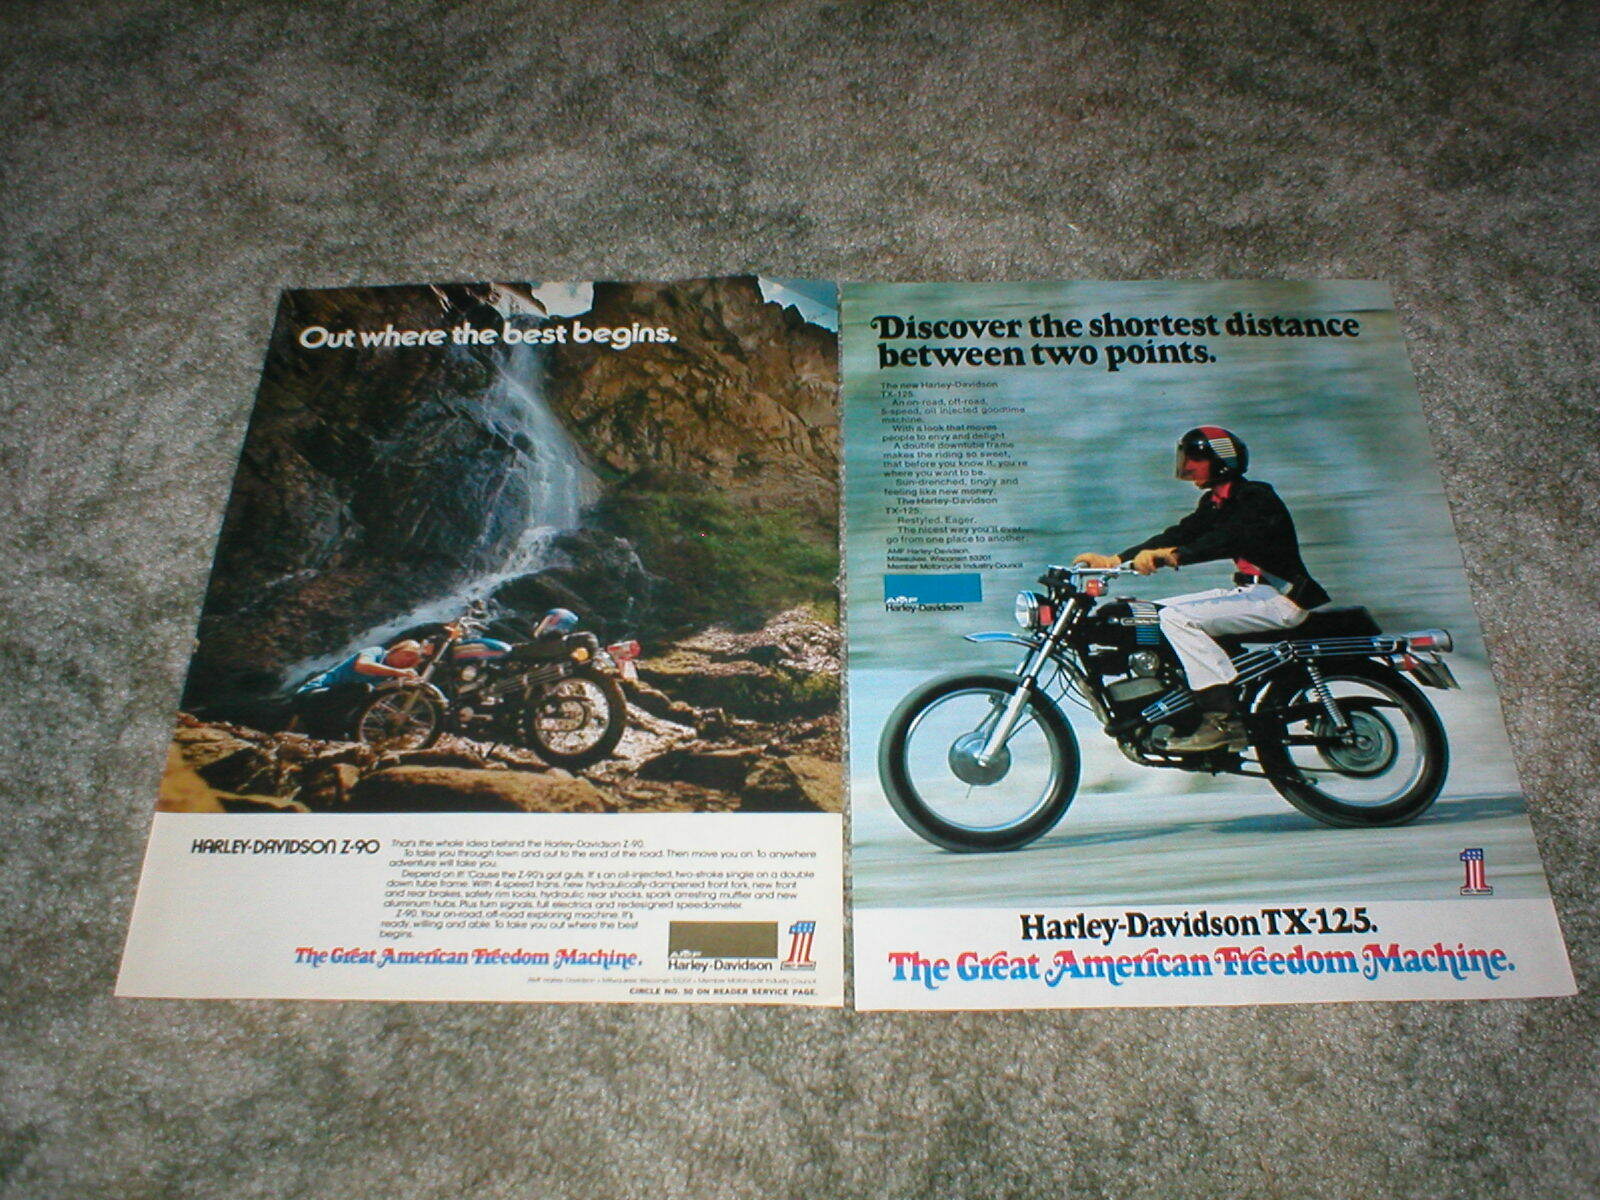 Out where the best begins.
HARLEY-DAVIDSON Z-90
That's the whole idea behind the Harley-Davidson Z-90.
To take you through town and out to the end of the road. Then move you on. To anywhere
adventure will take you.
Depend on it! 'Cause the Z-90's got guts. It's an oil-injected, two-stroke single on a double
down tube frame. With 4-speed trans, new hydraulically-dampened front fork, new front
and rear brakes, safety rim locks, hydraulic rear shocks, spark arresting muffler and new
aluminum hubs. Plus turn signals, full electrics and redesigned speedometer.
Z-90. Your on-road, off-road exploring machine. It's
ready, willing and able. To take you out where the best
begins.
The Great American Freedom Machine.
AMF
Harley-Davidson
AMF Harley-Davidson • Milwaukee, Wisconsin 53201 • Member Motorcycle Industry Council
CIRCLE NO. 50 ON READER SERVICE PAGE.
Discover the shortest distance
between two points.
The new Harley-Davidson
TX-125.
An on-road, off-road,
5-speed, oil injected goodtime
machine.
With a look that moves
people to envy and delight.
A double downtube frame
makes the riding so sweet,
that before you know it, you're
where you want to be.
Sun-drenched, tingly and
feeling like new money.
The Harley-Davidson
TX-125.
Restyled. Eager.
The nicest way you'll ever
go from one place to another.
AMF Harley-Davidson,
Milwaukee, Wisconsin 53201
Member Motorcycle Industry Council
AMF
Harley-Davidson
Harley-Davidson TX-125.
The Great American Freedom Machine.